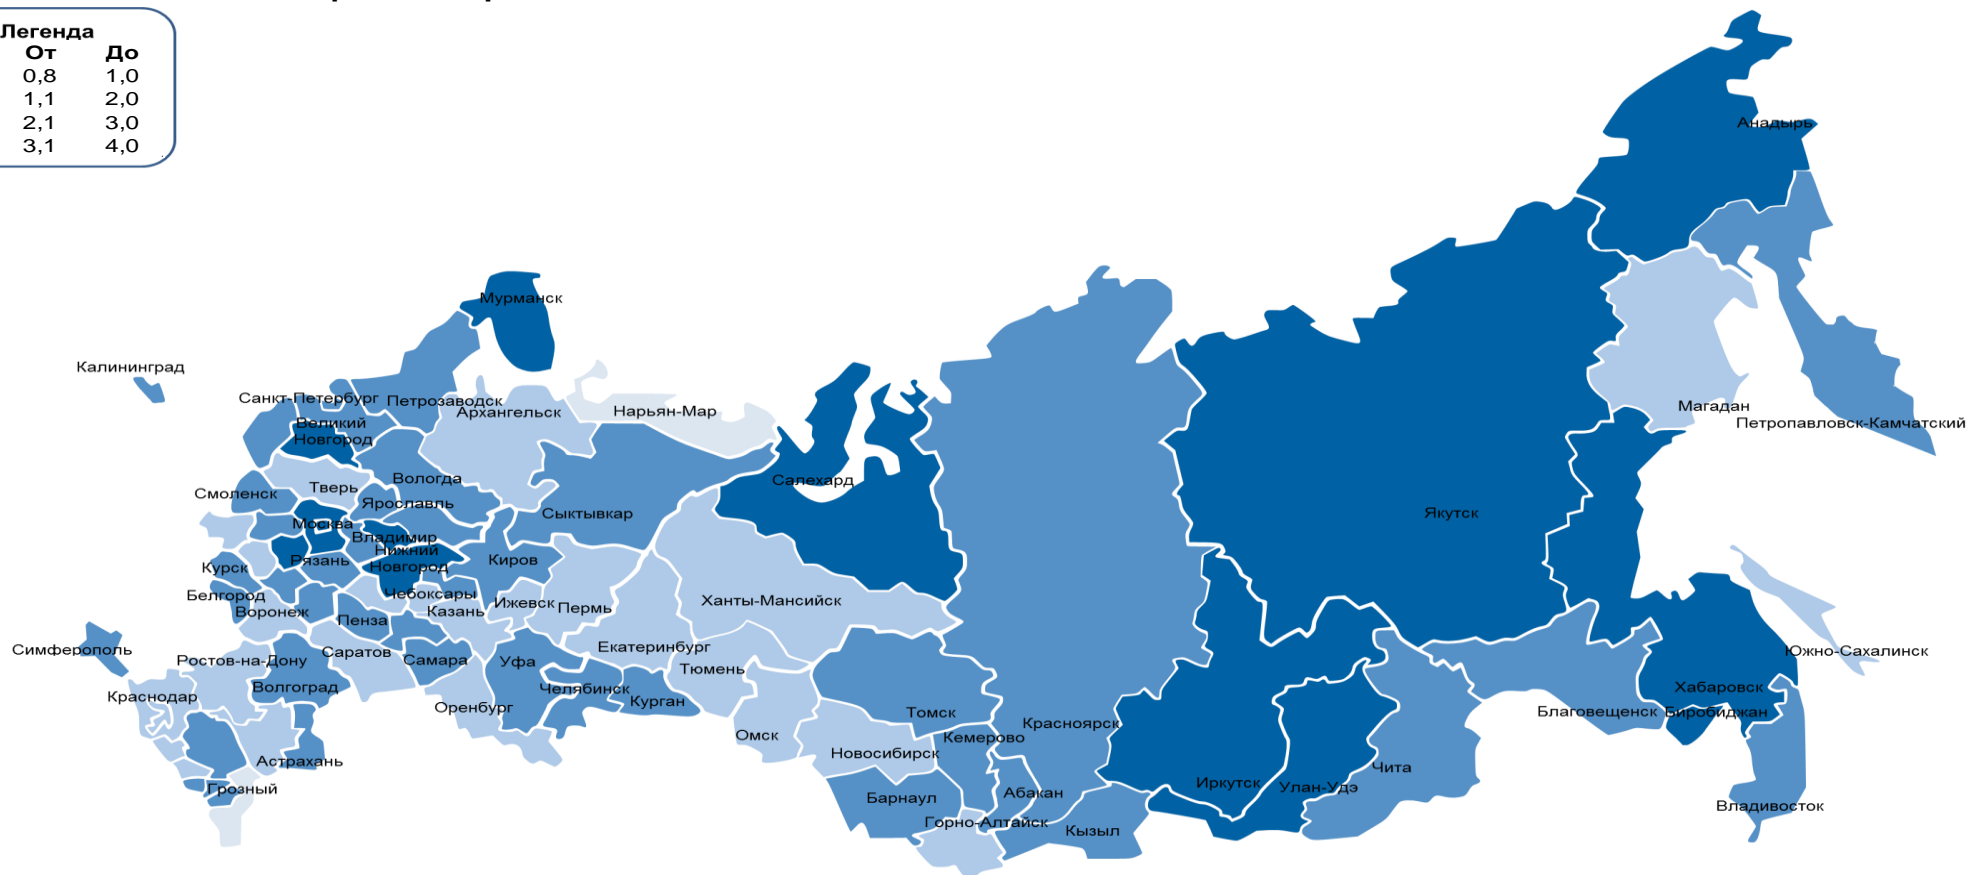 Легенда
От До
0,8 1,0
1,1 2,0
2,1 3,0
3,1 4,0
Анадырь
Мурманск
Калининград
Санкт-Петербург
Петрозаводск
Архангельск
Нарьян-Мар
Магадан
Великий
Новгород
Петропавловск-Камчатский
Вологда
Салехард
Тверь
Смоленск
Ярославль
Сыктывкар
Якутск
Москва
Владимир
Нижний
Новгород
Рязань
Киров
Курск
Белгород
Чебоксары
Воронеж
Казань
Ижевск
Пермь
Ханты-Мансийск
Пенза
Симферополь
Саратов
Самара
Уфа
Екатеринбург
Южно-Сахалинск
Ростов-на-Дону
Тюмень
Волгоград
Челябинск
Хабаровск
Краснодар
Оренбург
Курган
Томск
Красноярск
Благовещенск
Биробиджан
Омск
Кемерово
Новосибирск
Астрахань
Чита
Грозный
Барнаул
Абакан
Иркутск
Улан-Удэ
Владивосток
Горно-Алтайск
Кызыл